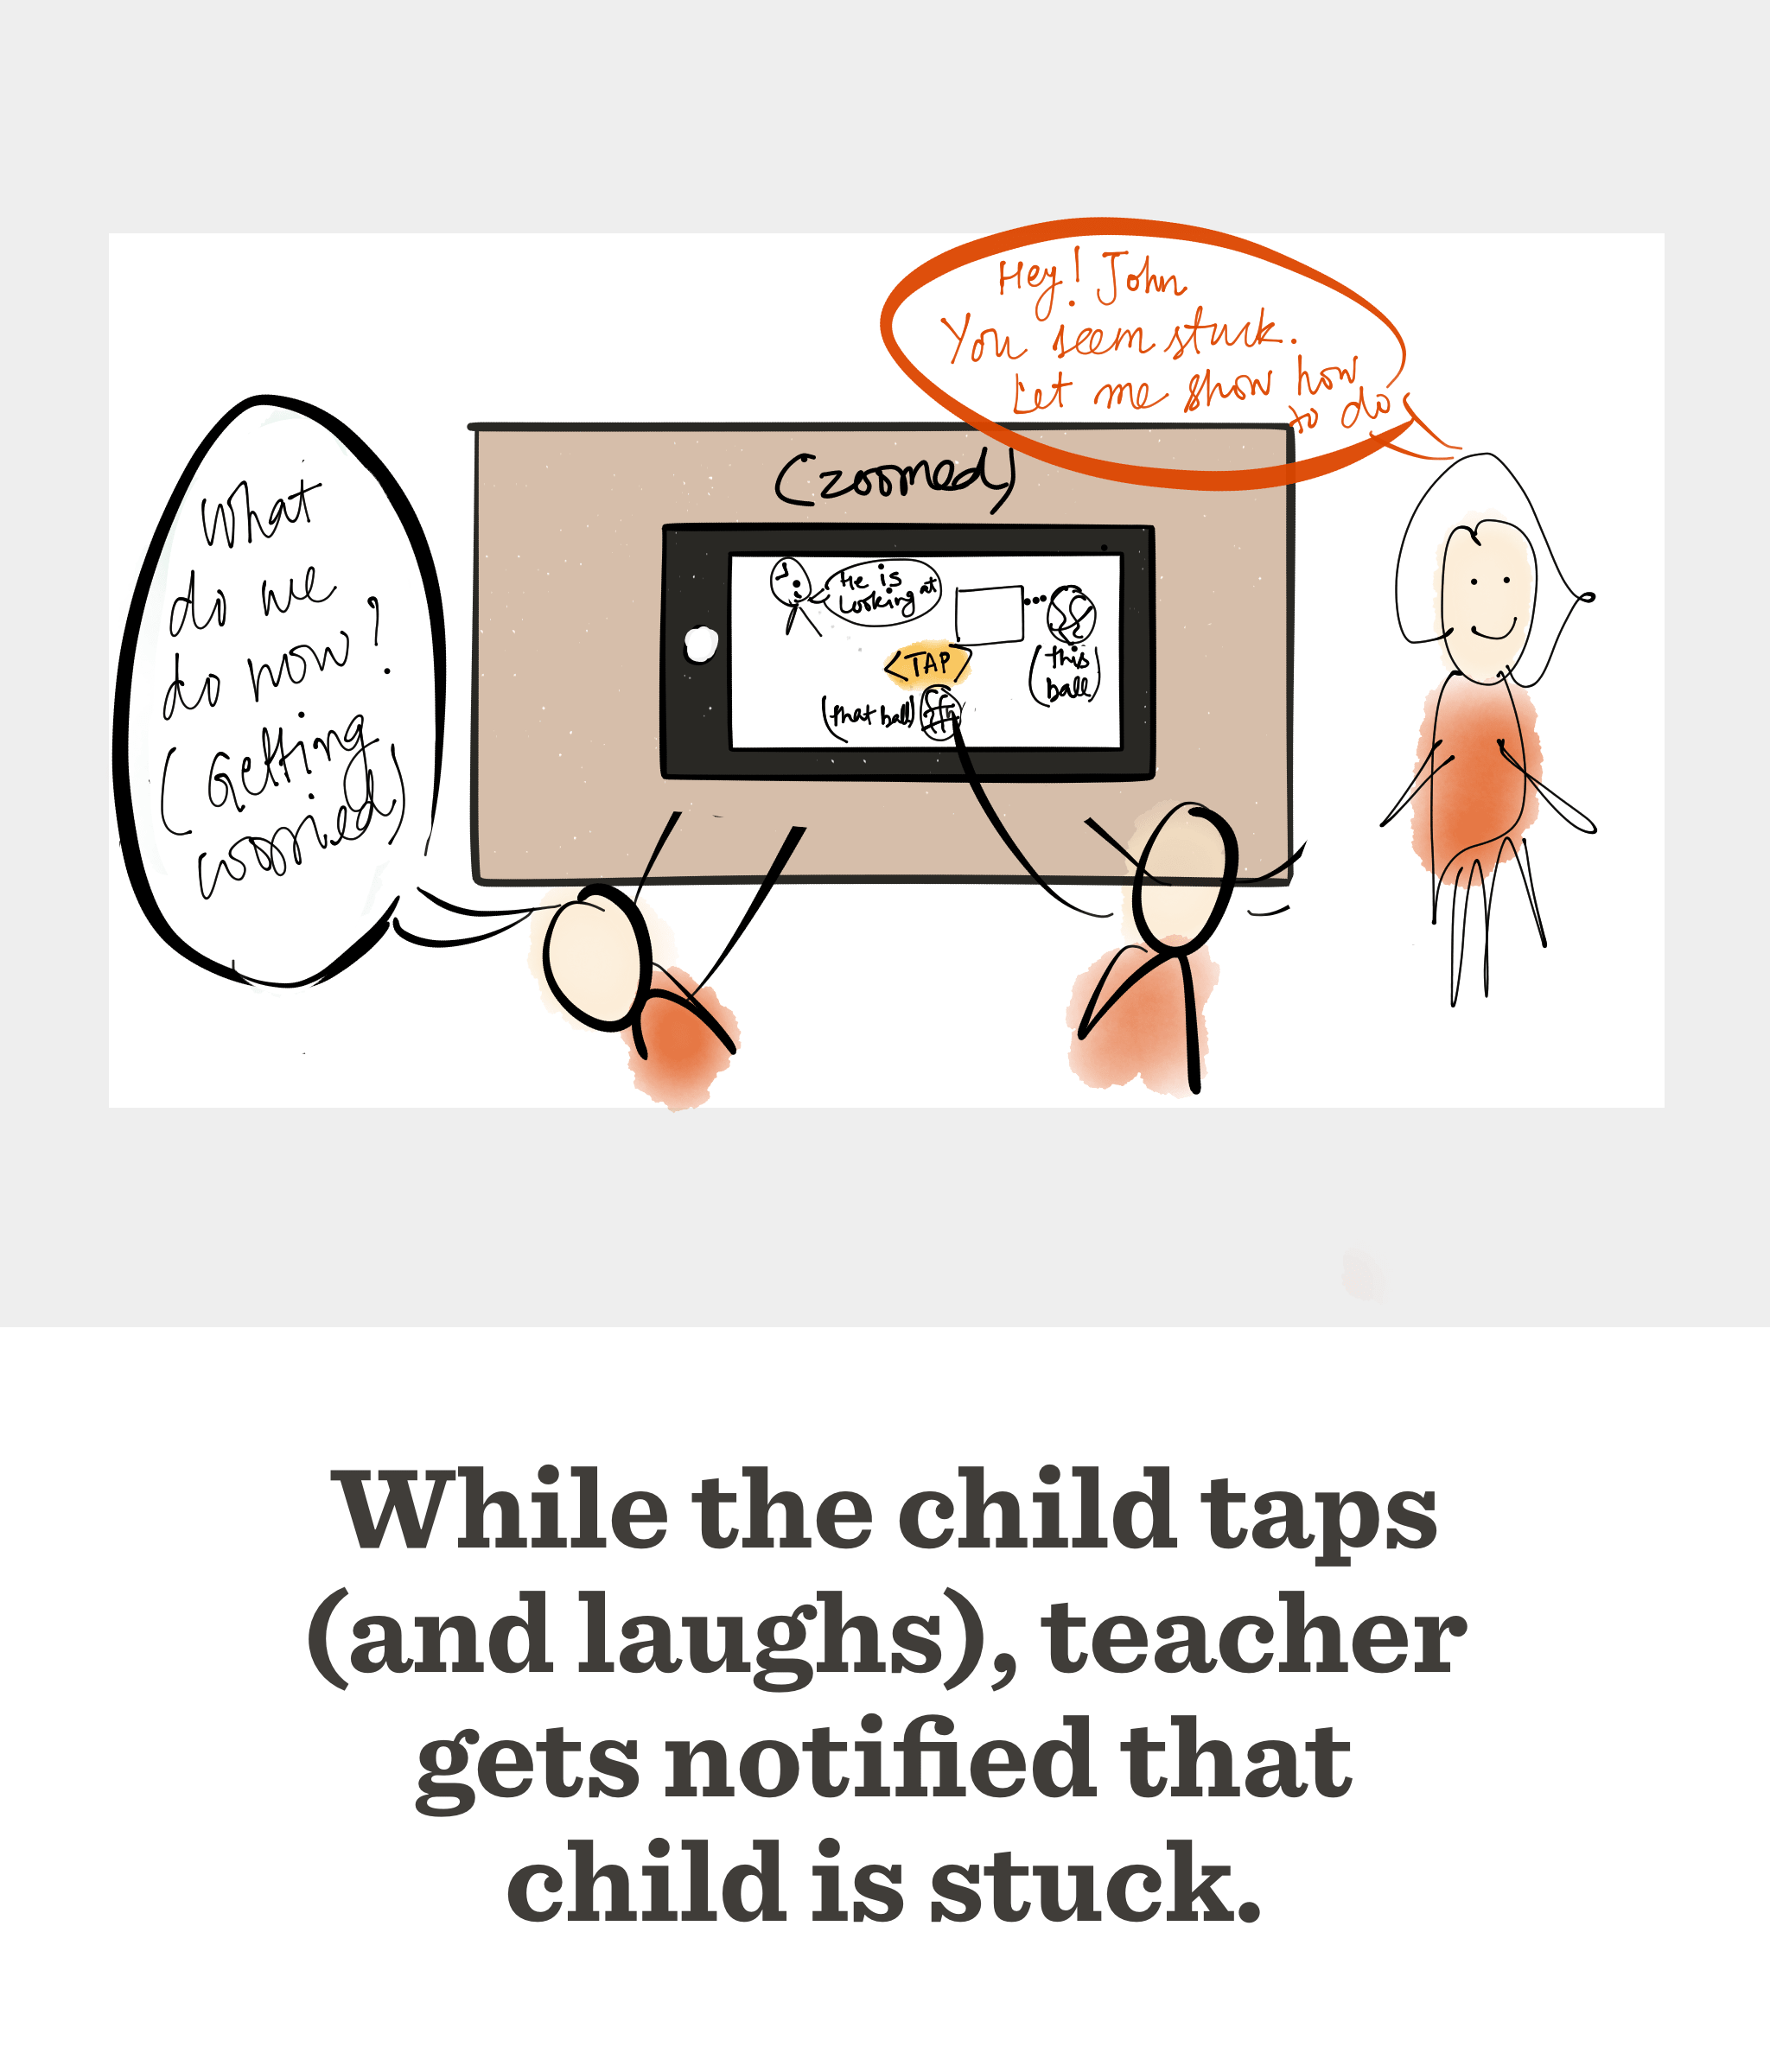 Hey! John
You seem stuck.
Let me show how
to do
What
do we
do now?
(Getting
worried)
(zoomed)
He is
looking at
<TAP>
(this
ball)
(that ball)
While the child taps
(and laughs), teacher
gets notified that
child is stuck.